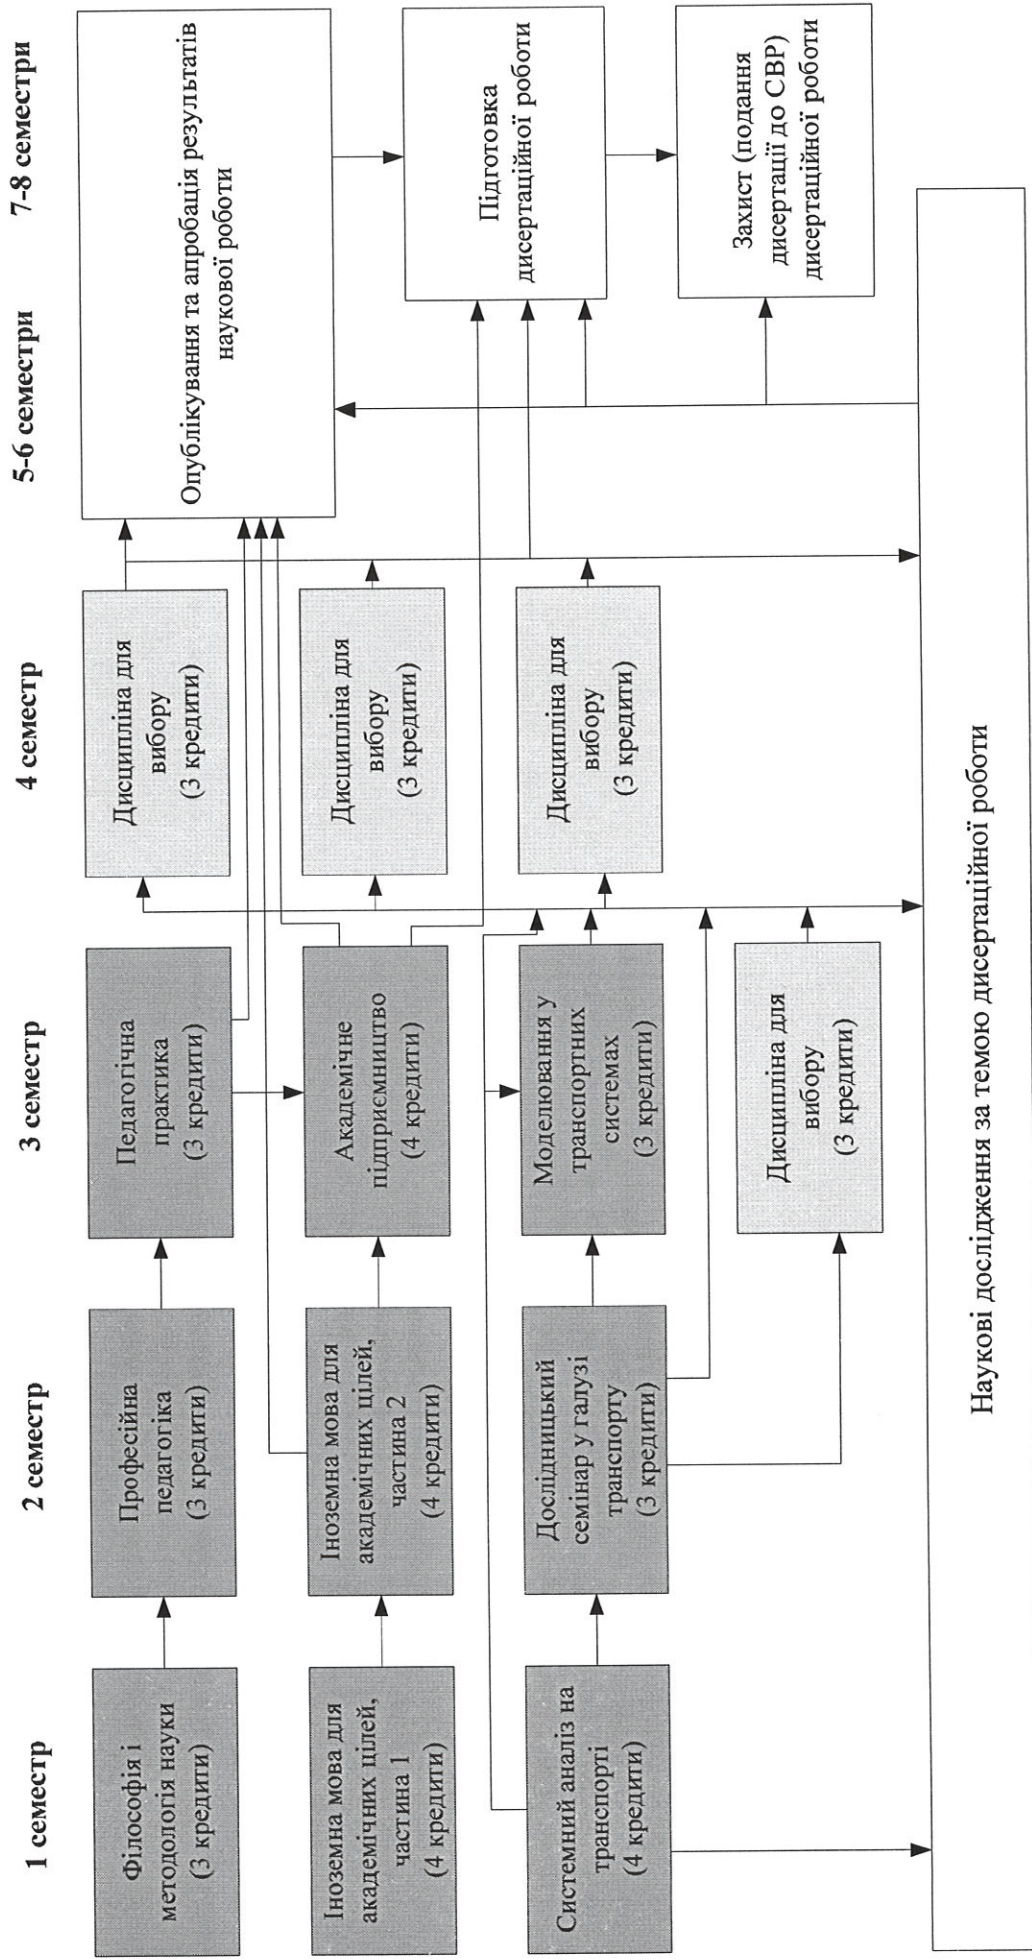 1 семестр
2 семестр
3 семестр
4 семестр
5-6 семестри
7-8 семестри
Філософія і
методологія науки
(3 кредити)
Професійна
педагогіка
(3 кредити)
Педагогічна
практика
(3 кредити)
Дисципліна для
вибору
(3 кредити)
Опублікування та апробація результатів
наукової роботи
Іноземна мова для
академічних цілей,
частина 1
(4 кредити)
Іноземна мова для
академічних цілей,
частина 2
(4 кредити)
Академічне
підприємництво
(4 кредити)
Дисципліна для
вибору
(3 кредити)
Підготовка
дисертаційної роботи
Системний аналіз на
транспорті
(4 кредити)
Дослідницький
семінар у галузі
транспорту
(3 кредити)
Моделювання у
транспортних
системах
(3 кредити)
Дисципліна для
вибору
(3 кредити)
Захист (подання
дисертації до СВР)
дисертаційної роботи
Дисципліна для
вибору
(3 кредити)
Наукові дослідження за темою дисертаційної роботи